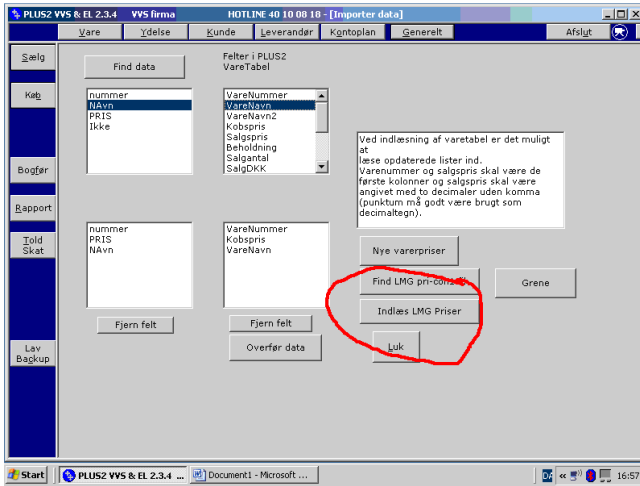 PLUS2 VVS & EL 2.3.4 VVS firma HOTLINE 40 10 08 18 - [Importer data]
Vare Ydelse Kunde Leverandør Kontoplan Generelt Afslut
Sælg
Køb
Bogfør
Rapport
Told
Skat
Lav
Backup
Find data
Felter i PLUS2
VareTabel
nummer
NAvn
PRIS
Ikke
VareNummer
VareNavn
VareNavn2
Kobspris
Salgspris
Beholdning
Salgantal
SalgDKK
Ved indlæsning af varetabel er det muligt
at
læse opdaterede lister ind.
Varenummer og salgspris skal være de
første kolonner og salgspris skal være
angivet med to decimaler uden komma
(punktum må godt være brugt som
decimaltegn).
nummer
PRIS
NAvn
VareNummer
Kobspris
VareNavn
Nye varerpriser
Find LMG
Grene
Indlæs LMG Priser
Fjern felt
Fjern felt
Overfør data
Luk
Start PLUS2 VVS & EL 2.3.4 ... Document1 - Microsoft ... DA « 16:57